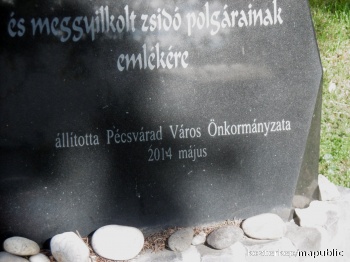 és meggyilkolt zsidó polgárainak
emlékére
állította Pécsvárad Város Önkormányzata
2014 május